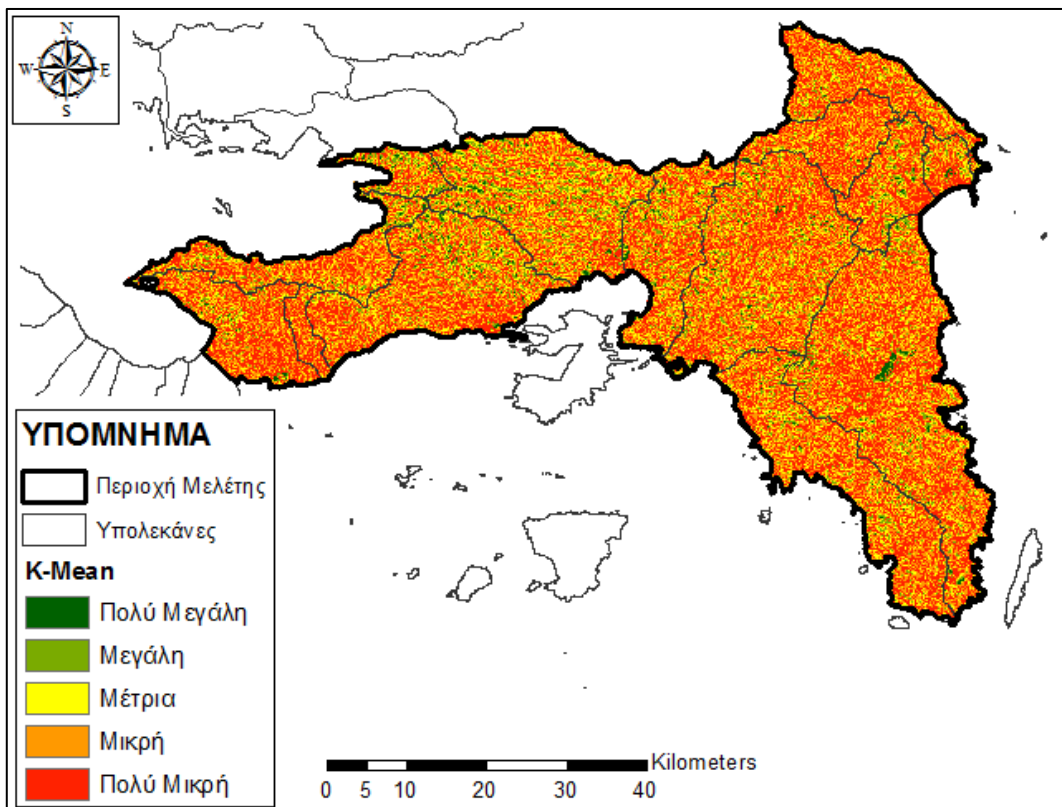 N
W E
S
ΥΠΟΜΝΗΜΑ
Περιοχή Μελέτης
Υπολεκάνες
K-Mean
Πολύ Μεγάλη
Μεγάλη
Μέτρια
Μικρή
Πολύ Μικρή
Kilometers
0 5 10 20 30 40